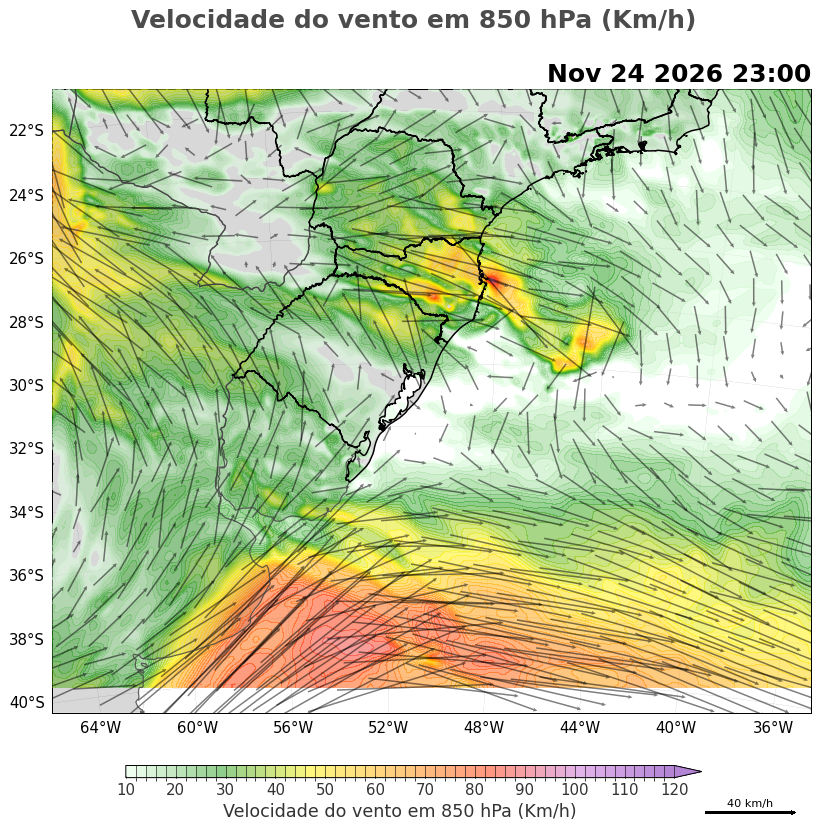 Velocidade do vento em 850 hPa (Km/h)
Nov 24 2026 23:00
22°S
24°S
26°S
28°S
30°S
32°S
34°S
36°S
38°S
40°S
64°W 60°W 56°W 52°W 48°W 44°W 40°W 36°W
10 20 30 40 50 60 70 80 90 100 110 120
Velocidade do vento em 850 hPa (Km/h)
40 km/h